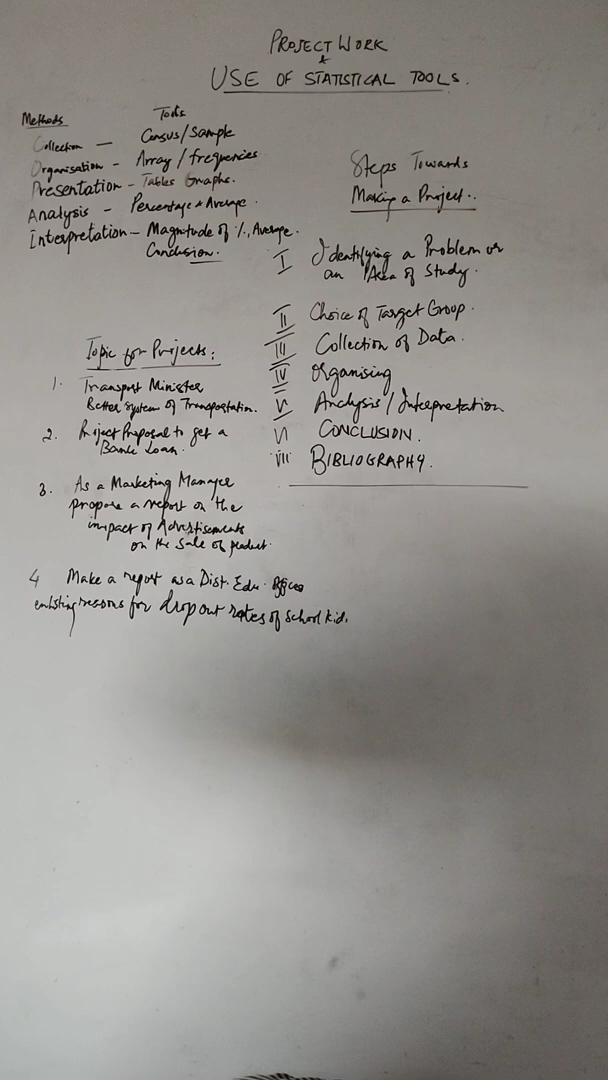 PROJECT WORK
&
USE OF STATISTICAL TOOLS.
Methods Tools
Collection — Census/Sample
Organisation - Array / frequencies
Presentation - Tables Graphs.
Analysis - Percentage & Average.
Interpretation - Magnitude of %, Average.
Conclusion.
Steps Towards
Making a Project.
I Identifying a Problem or
an Area of Study.
II Choice of Target Group.
III Collection of Data.
IV Organising
V Analysis / Interpretation
VI CONCLUSION.
VII BIBLIOGRAPHY.
Topic for Projects:
1. Transport Minister
Better system of Transportation.
2. Project Proposal to get a
Bank Loan.
3. As a Marketing Manager
propose a report on the
impact of Advertisements
on the sale of product.
4 Make a report as a Dist. Edu. Officer
enlisting reasons for drop out rates of school kid.